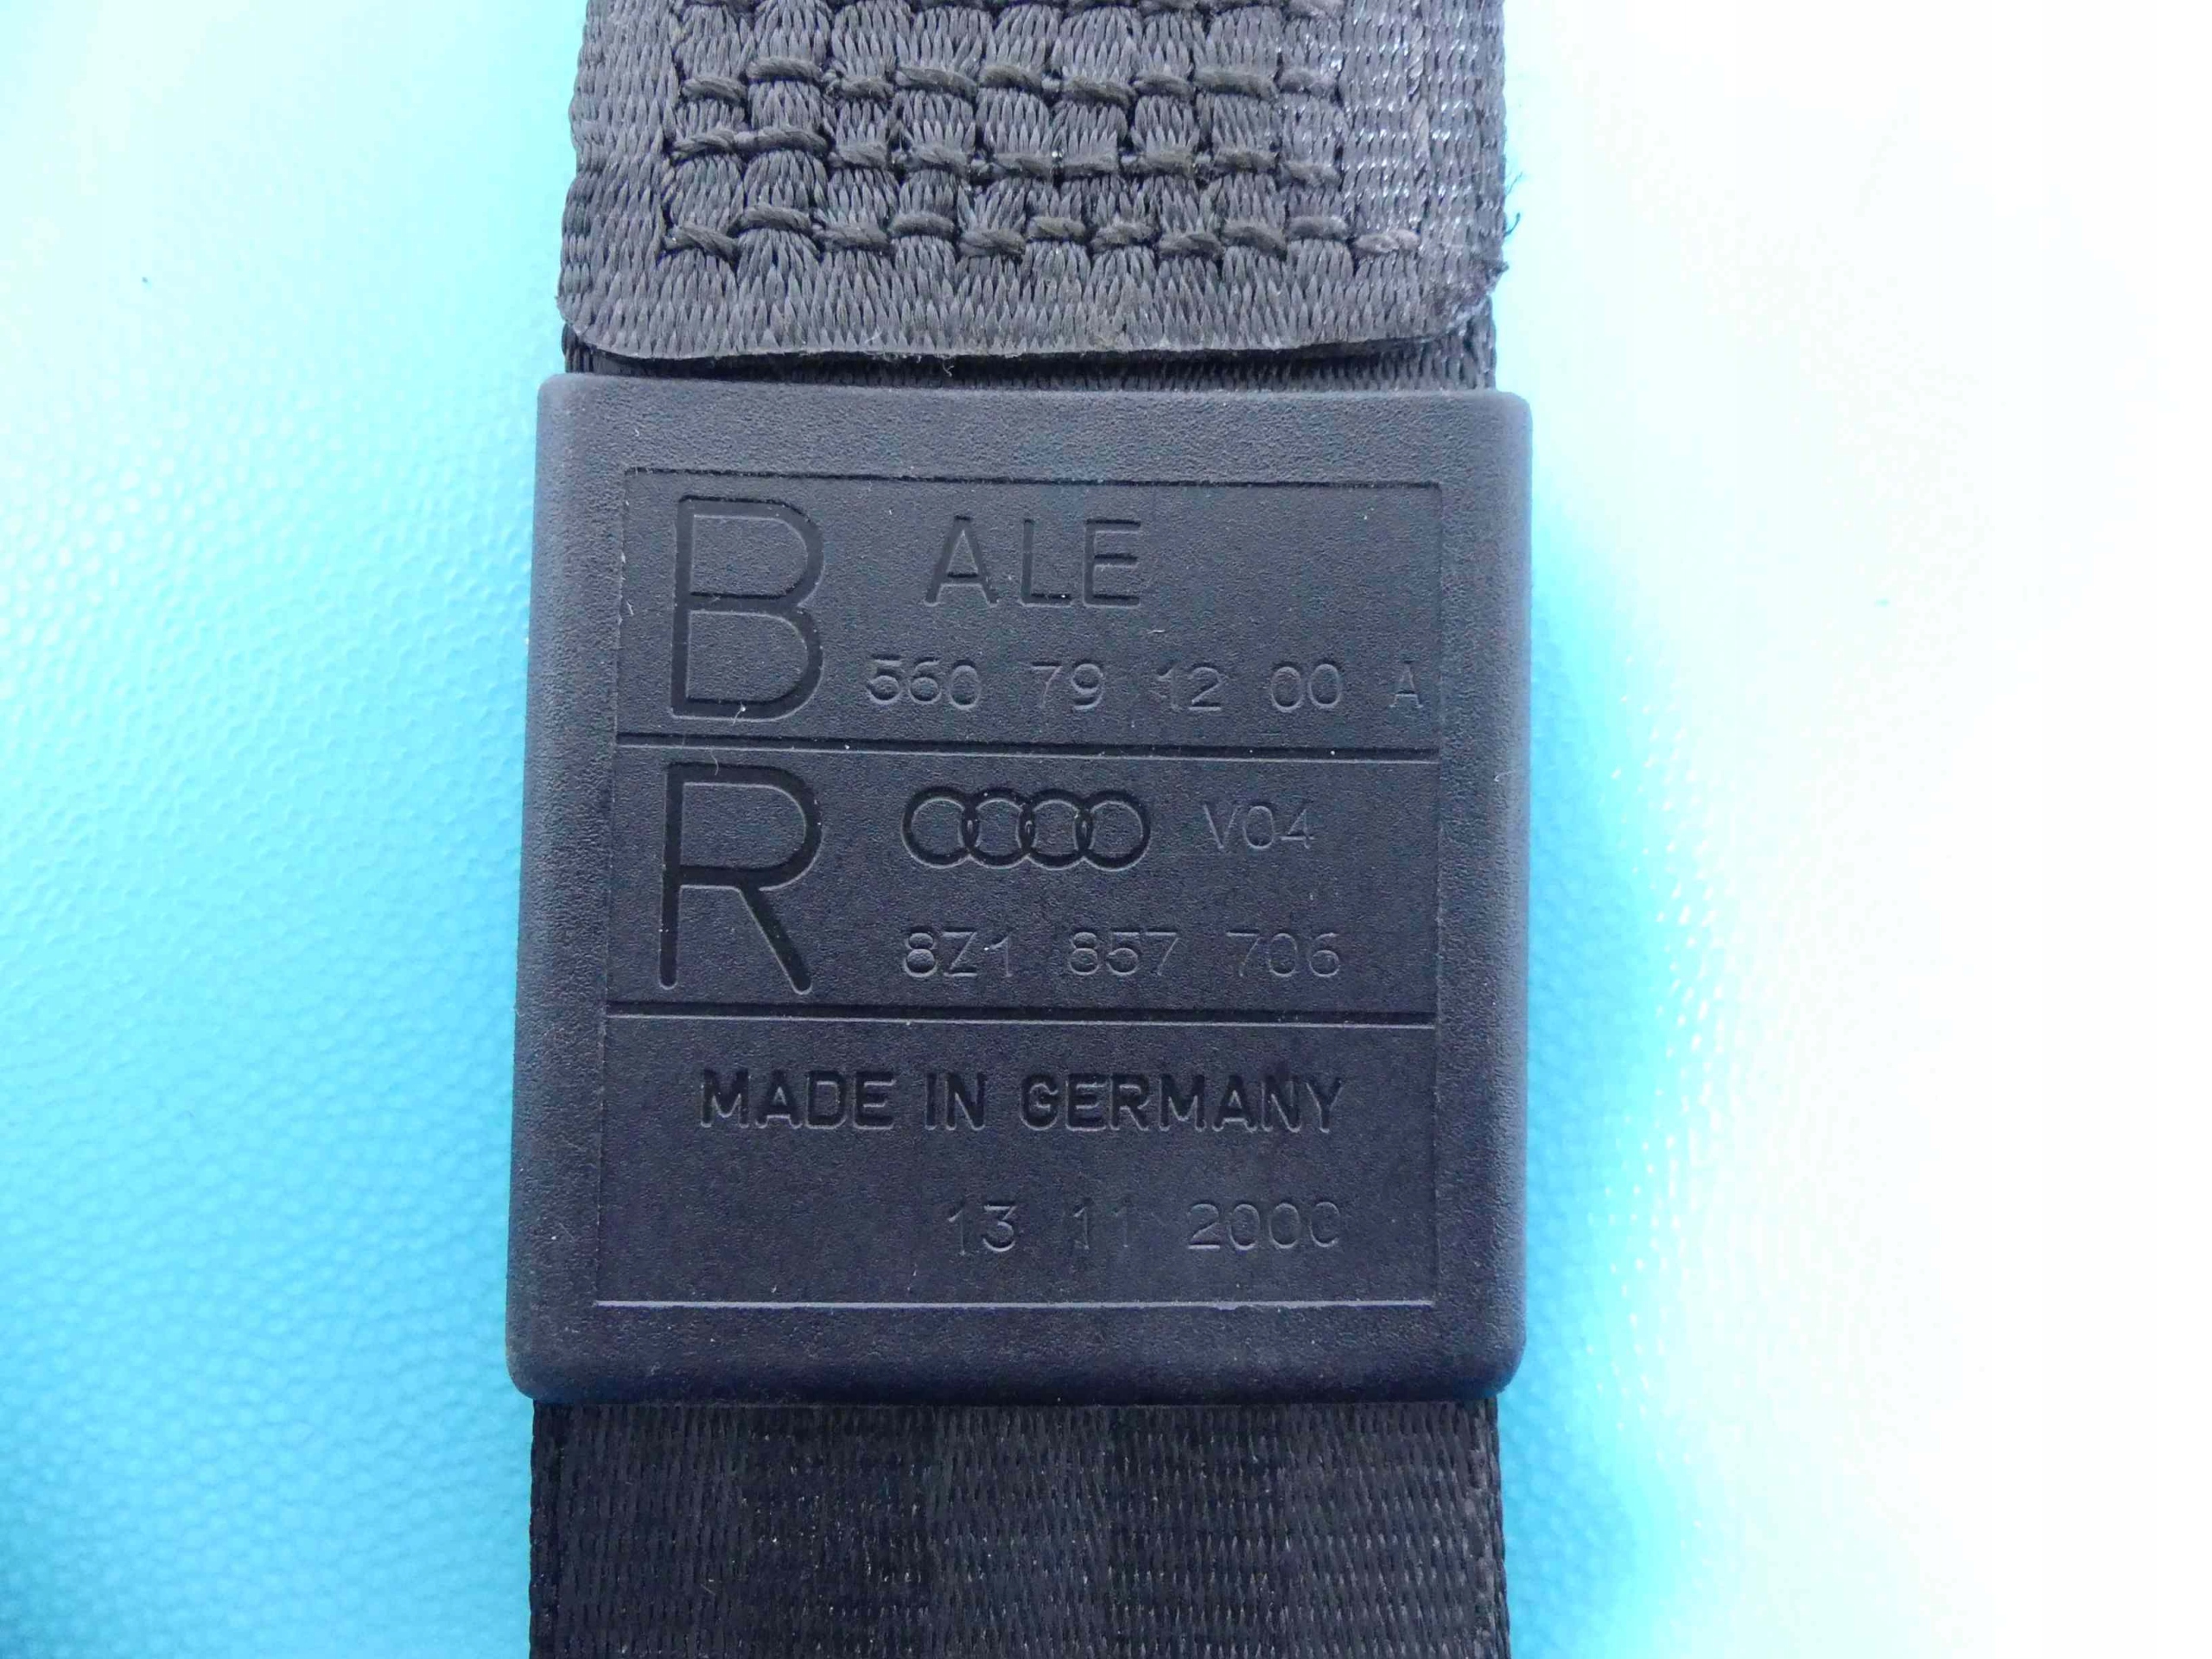 B ALE
560 79 12 00 A
R V04
8Z1 857 706
MADE IN GERMANY
13 11 2000